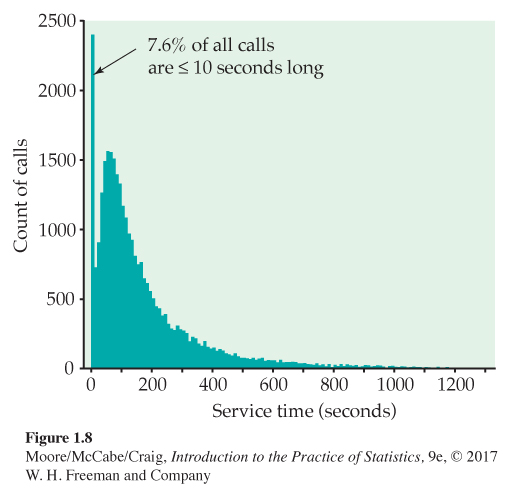 2500
7.6% of all calls
are ≤ 10 seconds long
2000
1500
Count of calls
1000
500
0
0 200 400 600 800 1000 1200
Service time (seconds)
Figure 1.8
Moore/McCabe/Craig, Introduction to the Practice of Statistics, 9e, © 2017
W. H. Freeman and Company